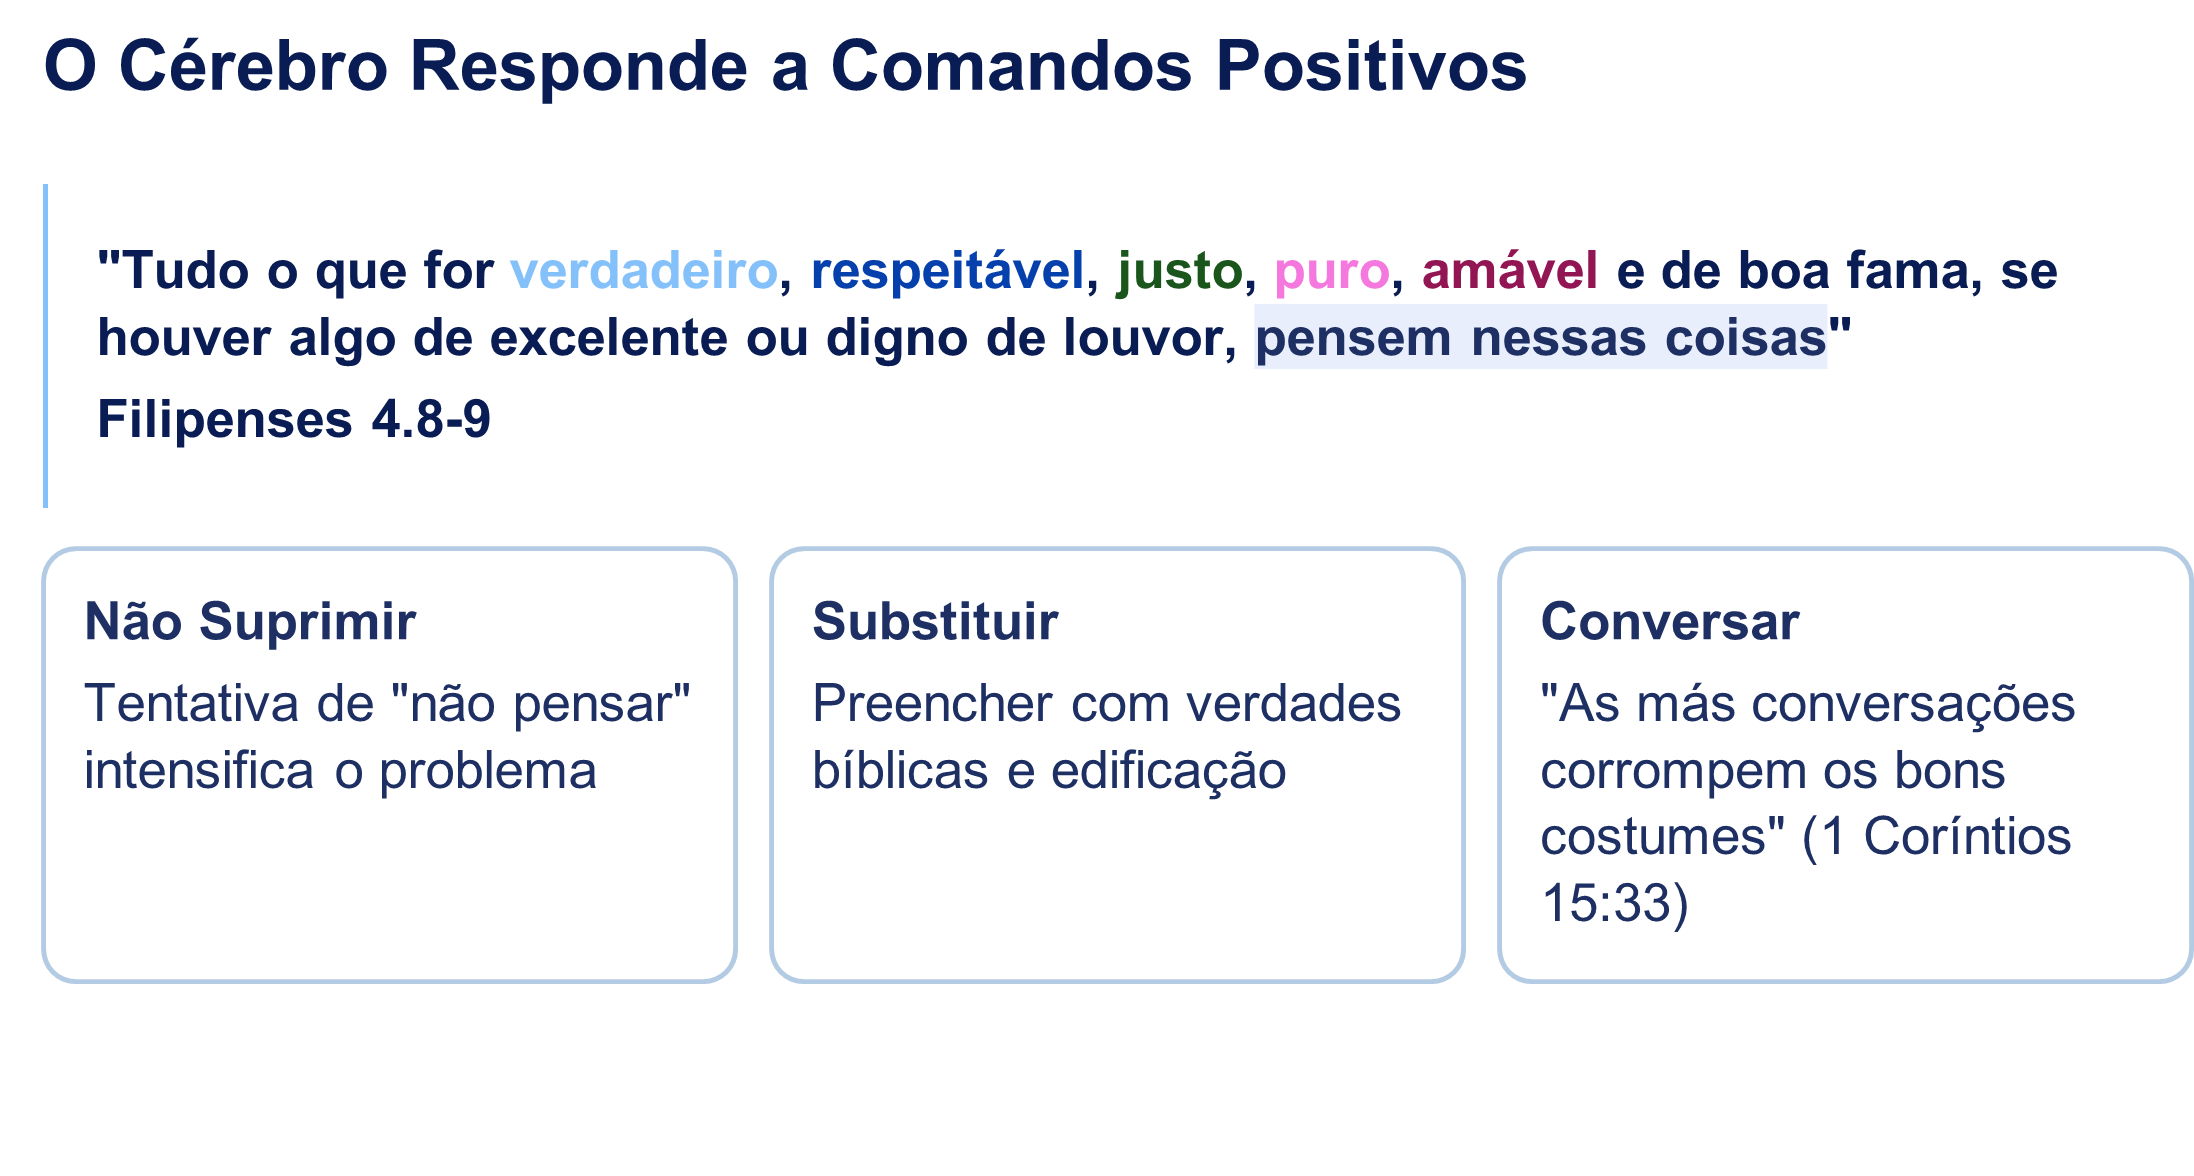 O Cérebro Responde a Comandos Positivos
"Tudo o que for verdadeiro, respeitável, justo, puro, amável e de boa fama, se
houver algo de excelente ou digno de louvor, pensem nessas coisas"
Filipenses 4.8-9
Não Suprimir
Tentativa de "não pensar"
intensifica o problema
Substituir
Preencher com verdades
bíblicas e edificação
Conversar
"As más conversações
corrompem os bons
costumes" (1 Coríntios
15:33)